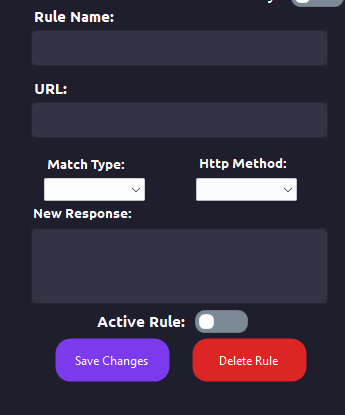 Rule Name:
URL:
Match Type: Http Method:
New Response:
Active Rule:
Save Changes Delete Rule